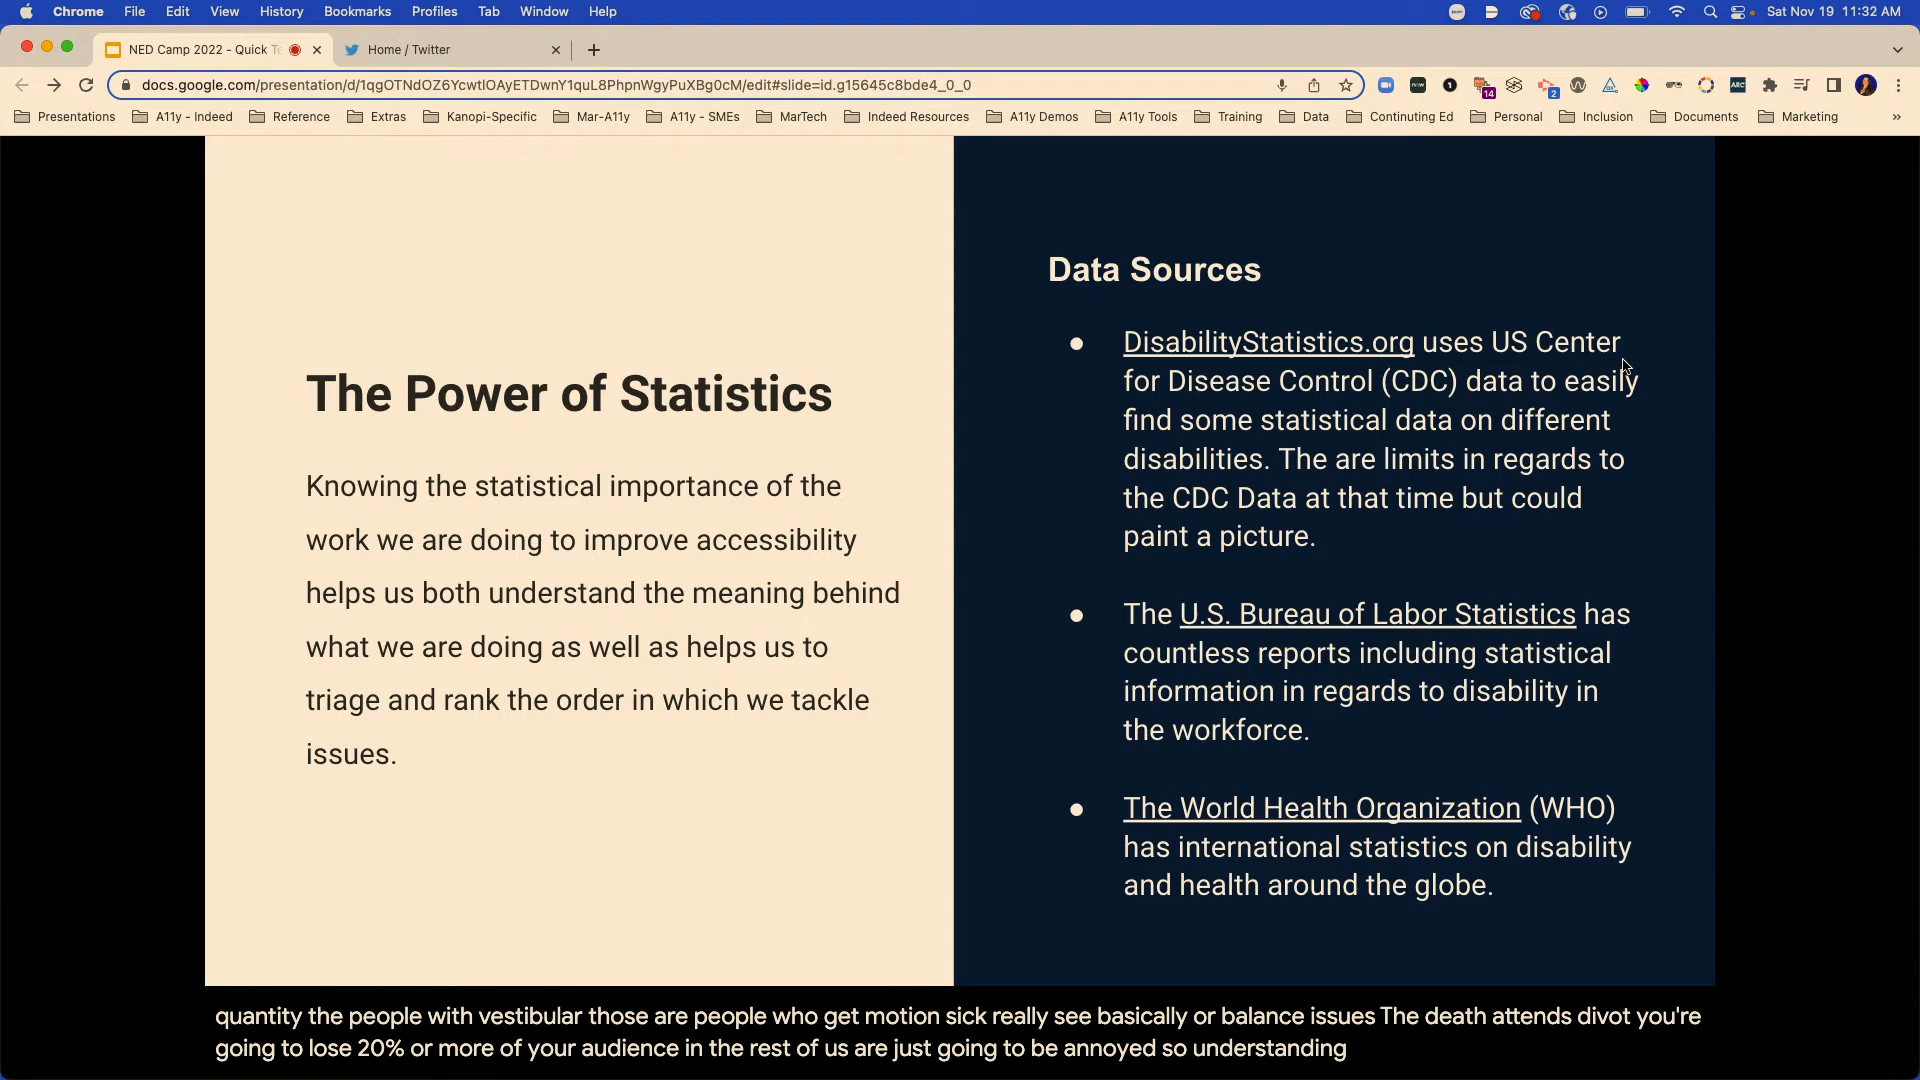 Chrome File Edit View History Bookmarks Profiles Tab Window Help Sat Nov 19 11:32 AM
NED Camp 2022 - Quick Home / Twitter
docs.google.com/presentation/d/1qgOTNdOZ6YcwtlOAyETDwnY1quL8PhpnWgyPuXBg0cM/edit#slide=id.g15645c8bde4_0_0
14 2
Presentations A11y - Indeed Reference Extras Kanopi-Specific Mar-A11y A11y - SMEs MarTech Indeed Resources A11y Demos A11y Tools Training Data Continuting Ed Personal Inclusion Documents Marketing »
The Power of Statistics
Knowing the statistical importance of the
work we are doing to improve accessibility
helps us both understand the meaning behind
what we are doing as well as helps us to
triage and rank the order in which we tackle
issues.
Data Sources
● DisabilityStatistics.org uses US Center
for Disease Control (CDC) data to easily
find some statistical data on different
disabilities. The are limits in regards to
the CDC Data at that time but could
paint a picture.
● The U.S. Bureau of Labor Statistics has
countless reports including statistical
information in regards to disability in
the workforce.
● The World Health Organization (WHO)
has international statistics on disability
and health around the globe.
quantity the people with vestibular those are people who get motion sick really see basically or balance issues The death attends divot you're
going to lose 20% or more of your audience in the rest of us are just going to be annoyed so understanding